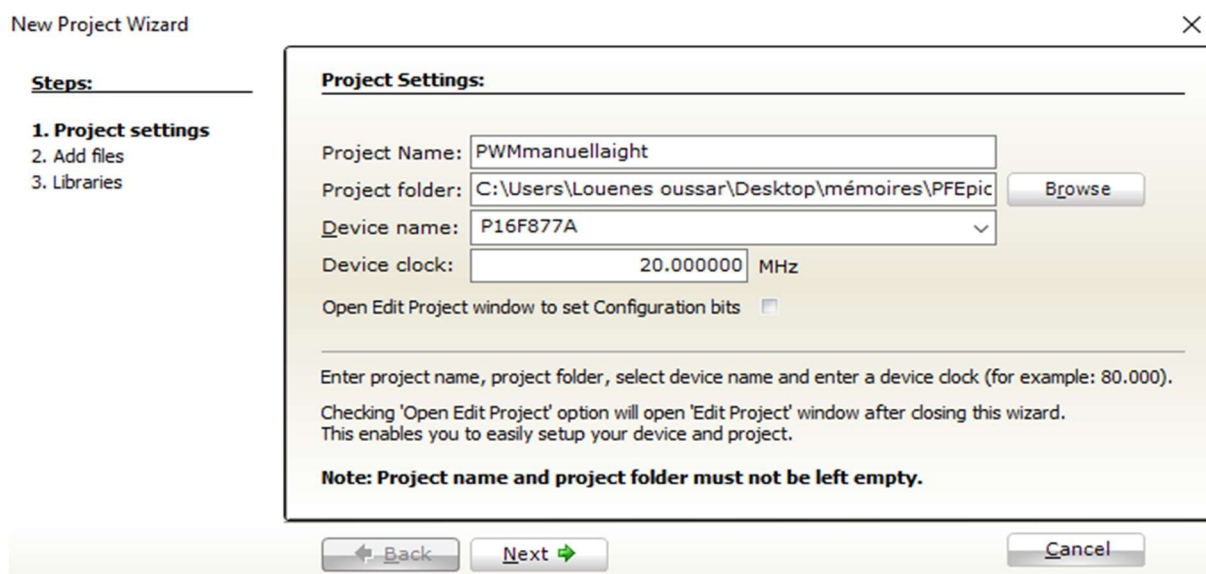 New Project Wizard
Steps:
1. Project settings
2. Add files
3. Libraries
Project Settings:
Project Name: PWMmanuellaight
Project folder: C:\Users\Louenes oussar\Desktop\mémoires\PFEpic Browse
Device name: P16F877A
Device clock: 20.000000 MHz
Open Edit Project window to set Configuration bits
Enter project name, project folder, select device name and enter a device clock (for example: 80.000).
Checking 'Open Edit Project' option will open 'Edit Project' window after closing this wizard.
This enables you to easily setup your device and project.
Note: Project name and project folder must not be left empty.
Back Next Cancel